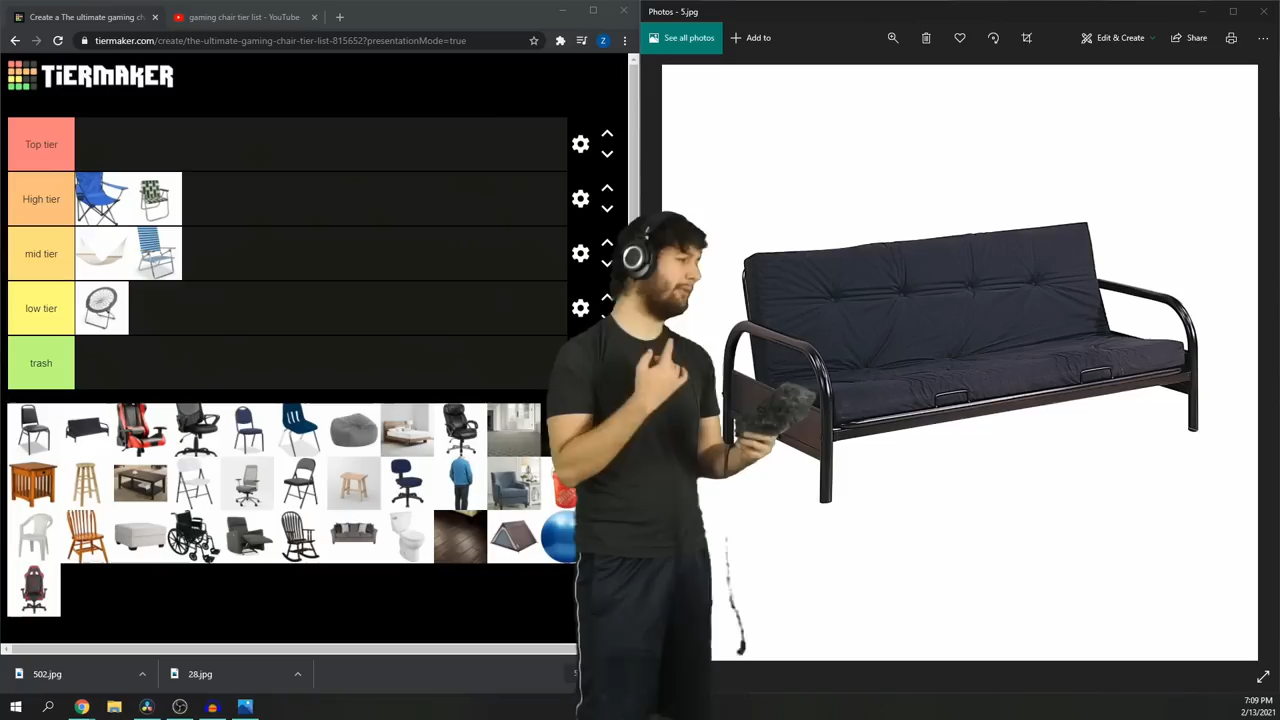 Create a The ultimate gaming ch
gaming chair tier list - YouTube
tiermaker.com/create/the-ultimate-gaming-chair-tier-list-815652?presentationMode=true
Z
TIERMAKER
Top tier
High tier
mid tier
low tier
trash
502.jpg
28.jpg
Photos - 5.jpg
See all photos
Add to
Edit & Create
Share
7:09 PM
2/13/2021